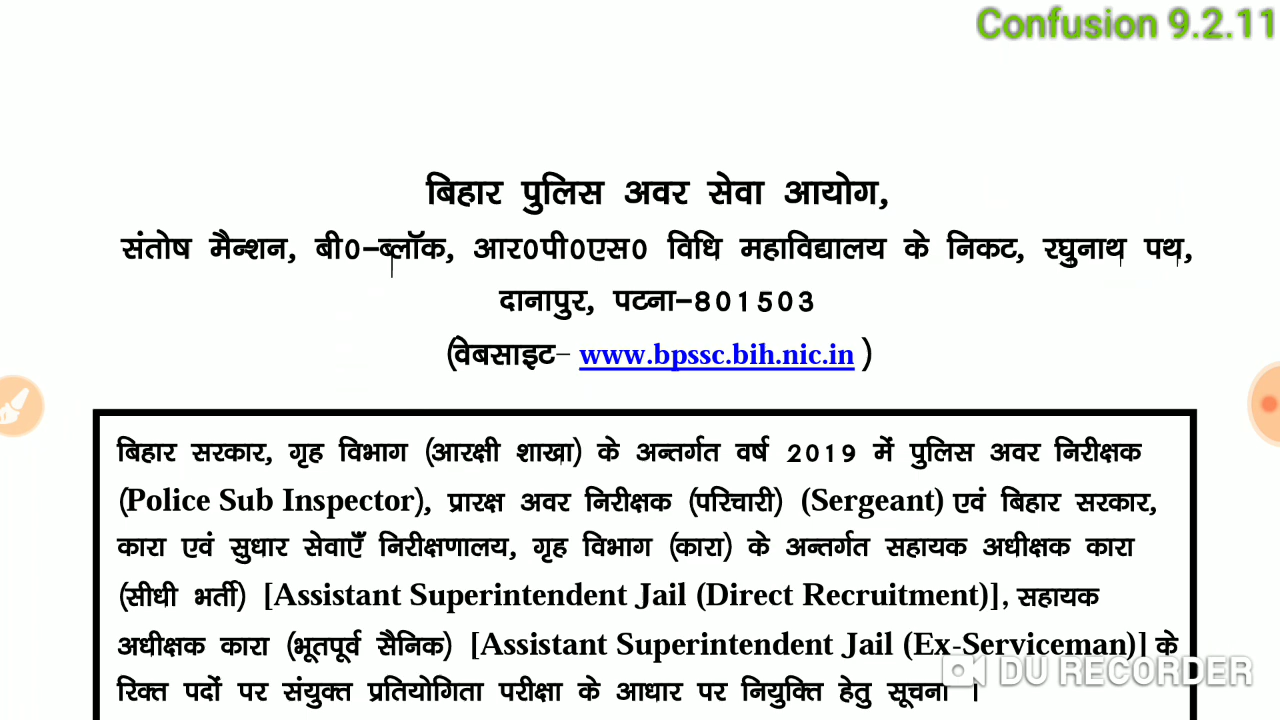 Confusion 9.2.11
बिहार पुलिस अवर सेवा आयोग,
संतोष मैन्शन, बी0-ब्लॉक, आर0पी0एस0 विधि महाविद्यालय के निकट, रघुनाथ पथ,
दानापुर, पटना-801503
(वेबसाइट- www.bpssc.bih.nic.in )
बिहार सरकार, गृह विभाग (आरक्षी शाखा) के अन्तर्गत वर्ष 2019 में पुलिस अवर निरीक्षक
(Police Sub Inspector), प्रारक्ष अवर निरीक्षक (परिचारी) (Sergeant) एवं बिहार सरकार,
कारा एवं सुधार सेवाएँ निरीक्षणालय, गृह विभाग (कारा) के अन्तर्गत सहायक अधीक्षक कारा
(सीधी भर्ती) [Assistant Superintendent Jail (Direct Recruitment)], सहायक
अधीक्षक कारा (भूतपूर्व सैनिक) [Assistant Superintendent Jail (Ex-Serviceman)] के
रिक्त पदों पर संयुक्त प्रतियोगिता परीक्षा के आधार पर नियुक्ति हेतु सूचना ।
DU RECORDER